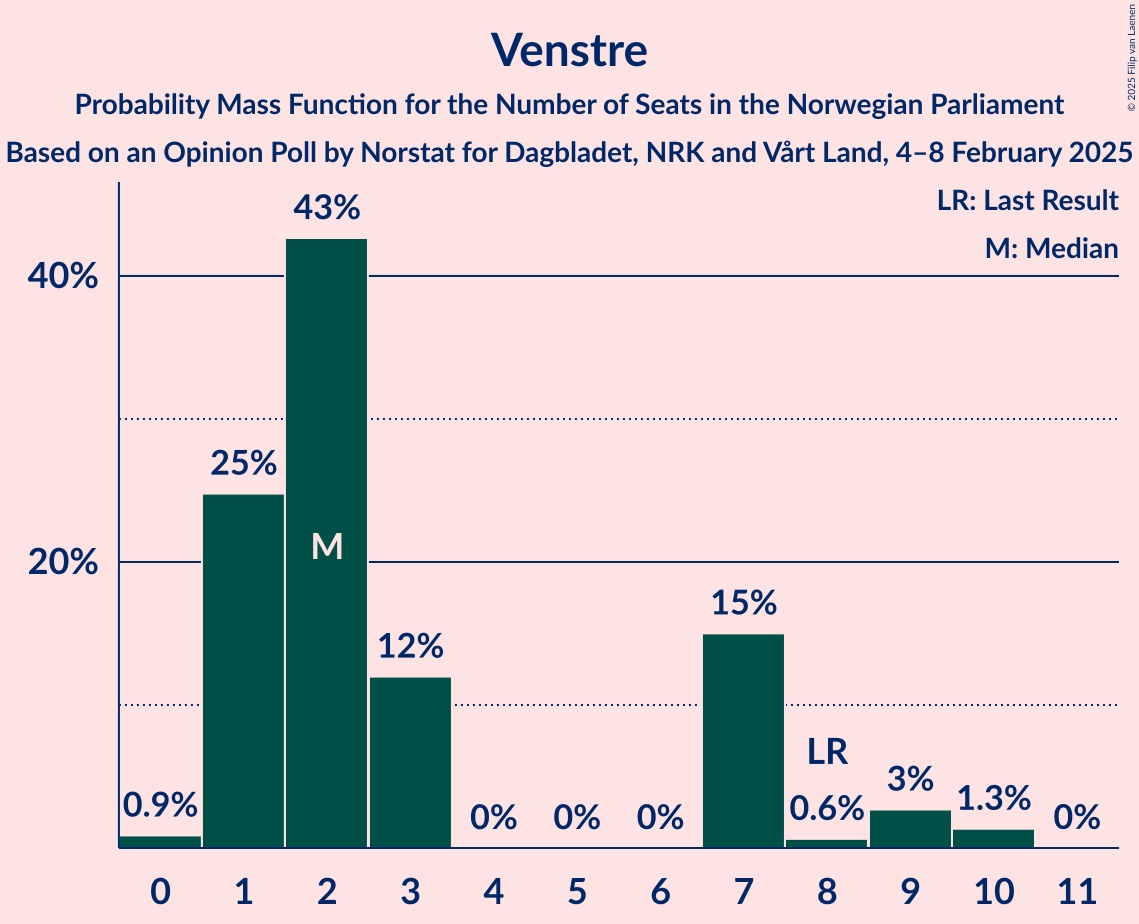 Venstre
Probability Mass Function for the Number of Seats in the Norwegian Parliament
Based on an Opinion Poll by Norstat for Dagbladet, NRK and Vårt Land, 4–8 February 2025
© 2025 Filip van Laenen
LR: Last Result
M: Median
43%
40%
25%
M
20%
15%
12%
LR
0.9%
0%
0%
0%
0.6%
3%
1.3%
0%
0 1 2 3 4 5 6 7 8 9 10 11